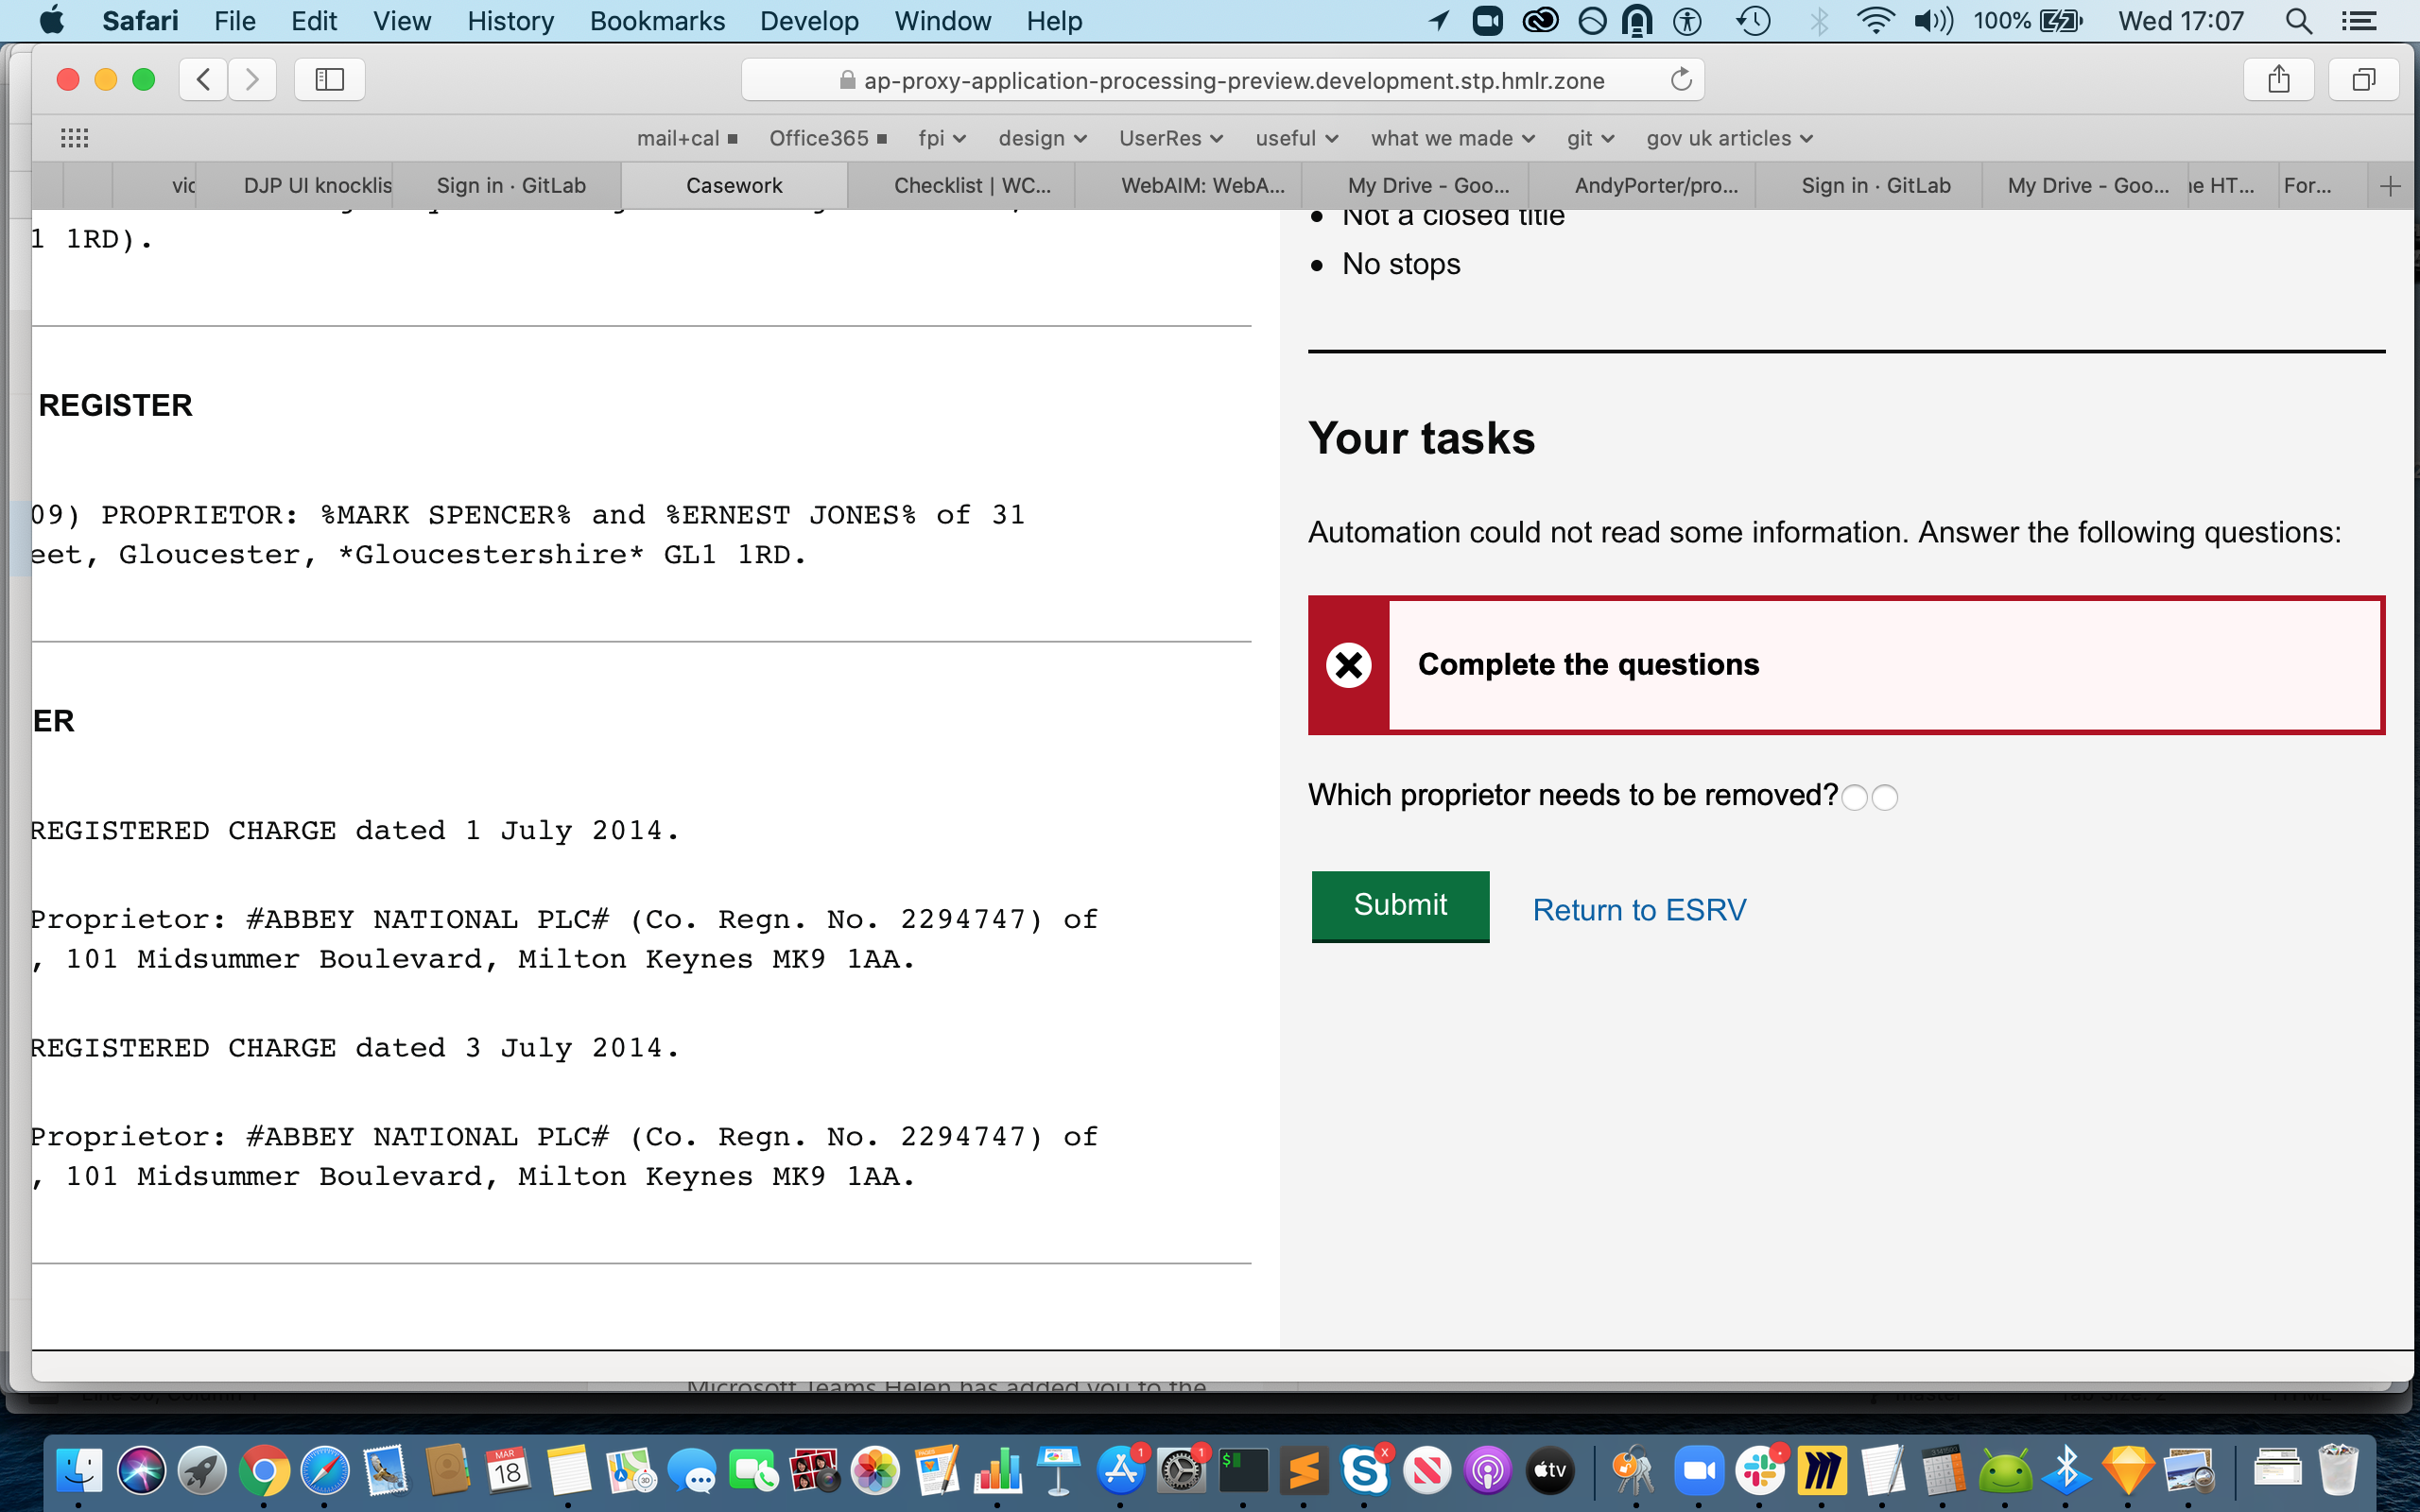 Safari File Edit View History Bookmarks Develop Window Help 100% Wed 17:07
ap-proxy-application-processing-preview.development.stp.hmlr.zone
mail+cal Office365 fpi design UserRes useful what we made git gov uk articles
DJP UI knocklis Sign in · GitLab Casework Checklist | WC... WebAIM: WebA... My Drive - Goo... AndyPorter/pro... Sign in · GitLab My Drive - Goo... e HT... For...
1 1RD).
REGISTER
09) PROPRIETOR: %MARK SPENCER% and %ERNEST JONES% of 31
eet, Gloucester, *Gloucestershire* GL1 1RD.
ER
REGISTERED CHARGE dated 1 July 2014.
Proprietor: #ABBEY NATIONAL PLC# (Co. Regn. No. 2294747) of
, 101 Midsummer Boulevard, Milton Keynes MK9 1AA.
REGISTERED CHARGE dated 3 July 2014.
Proprietor: #ABBEY NATIONAL PLC# (Co. Regn. No. 2294747) of
, 101 Midsummer Boulevard, Milton Keynes MK9 1AA.
Not a closed title
No stops
Your tasks
Automation could not read some information. Answer the following questions:
Complete the questions
Which proprietor needs to be removed?
Submit Return to ESRV
Microsoft Teams Helen has added you to the
MAR
18
tv